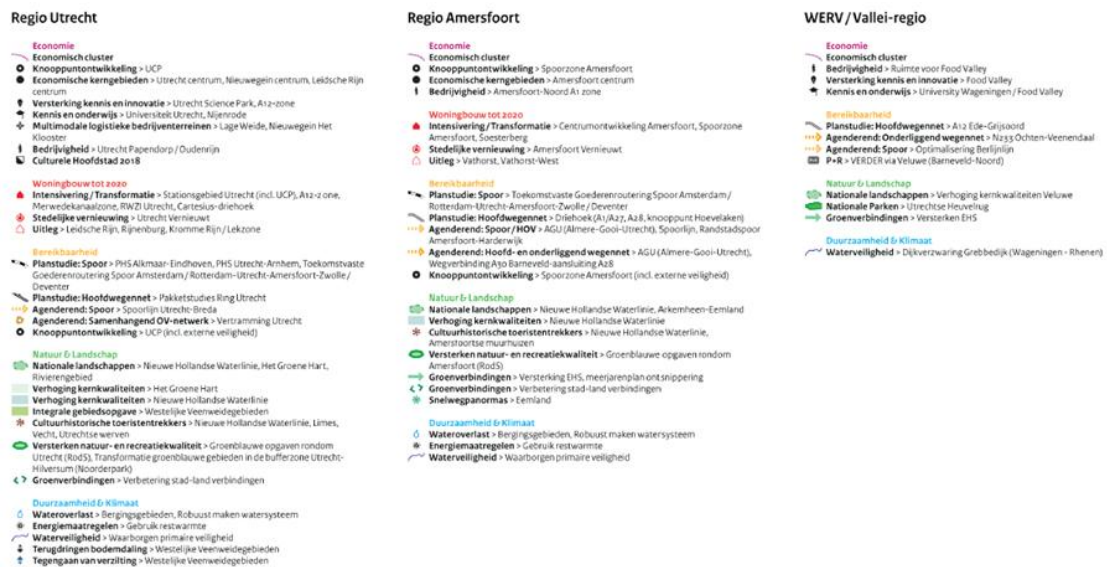 Regio Utrecht
Economie
Economisch cluster
Knooppuntontwikkeling > UCP
Economische kerngebieden > Utrecht centrum, Nieuwegein centrum, Leidsche Rijn
centrum
Versterking kennis en innovatie > Utrecht Science Park, A12-zone
Kennis en onderwijs > Universiteit Utrecht, Nijenrode
Multimodale logistieke bedrijventerreinen > Lage Weide, Nieuwegein Het
Klooster
Bedrijvigheid > Utrecht Papendorp / Oudenrijn
Culturele Hoofdstad 2018
Woningbouw tot 2020
Intensivering / Transformatie > Stationsgebied Utrecht (incl. UCP), A12-zone,
Merwedekanaalzone, RWZI Utrecht, Cartesius-driehoek
Stedelijke vernieuwing > Utrecht Vernieuwt
Uitleg > Leidsche Rijn, Rijnenburg, Kromme Rijn / Lekzone
Bereikbaarheid
Planstudie: Spoor > PHS Alkmaar-Eindhoven, PHS Utrecht-Arnhem, Toekomstvaste
Goederenroutering Spoor Amsterdam / Rotterdam-Utrecht-Amersfoort-Zwolle /
Deventer
Planstudie: Hoofdwegennet > Pakketstudies Ring Utrecht
Agenderend: Spoor > Spoorlijn Utrecht-Breda
Agenderend: Samenhangend OV-netwerk > Vertramming Utrecht
Knooppuntontwikkeling > UCP (incl. externe veiligheid)
Natuur & Landschap
Nationale landschappen > Nieuwe Hollandse Waterlinie, Het Groene Hart,
Rivierengebied
Verhoging kernkwaliteiten > Het Groene Hart
Verhoging kernkwaliteiten > Nieuwe Hollandse Waterlinie
Integrale gebiedsopgave > Westelijke Veenweidegebieden
Cultuurhistorische toeristentrekkers > Nieuwe Hollandse Waterlinie, Limes,
Vecht, Utrechtse werven
Versterken natuur- en recreatiekwaliteit > Groenblauwe opgaven rondom
Utrecht (RodS), Transformatie groenblauwe gebieden in de bufferzone Utrecht-
Hilversum (Noorderpark)
Groenverbindingen > Verbetering stad-land verbindingen
Duurzaamheid & Klimaat
Wateroverlast > Bergingsgebieden, Robuust maken watersysteem
Energiemaatregelen > Gebruik restwarmte
Waterveiligheid > Waarborgen primaire veiligheid
Terugdringen bodemdaling > Westelijke Veenweidegebieden
Tegengaan van verzilting > Westelijke Veenweidegebieden
Regio Amersfoort
Economie
Economisch cluster
Knooppuntontwikkeling > Spoorzone Amersfoort
Economische kerngebieden > Amersfoort centrum
Bedrijvigheid > Amersfoort-Noord A1 zone
Woningbouw tot 2020
Intensivering / Transformatie > Centrumontwikkeling Amersfoort, Spoorzone
Amersfoort, Soesterberg
Stedelijke vernieuwing > Amersfoort Vernieuwt
Uitleg > Vathorst, Vathorst-West
Bereikbaarheid
Planstudie: Spoor > Toekomstvaste Goederenroutering Spoor Amsterdam /
Rotterdam-Utrecht-Amersfoort-Zwolle / Deventer
Planstudie: Hoofdwegennet > Driehoek (A1/A27, A28, knooppunt Hoevelaken)
Agenderend: Spoor / HOV > AGU (Almere-Gooi-Utrecht), Spoorlijn, Randstadspoor
Amersfoort-Harderwijk
Agenderend: Hoofd- en onderliggend wegennet > AGU (Almere-Gooi-Utrecht),
Wegverbinding A30 Barneveld-aansluiting A28
Knooppuntontwikkeling > Spoorzone Amersfoort (incl. externe veiligheid)
Natuur & Landschap
Nationale landschappen > Nieuwe Hollandse Waterlinie, Arkemheen-Eemland
Verhoging kernkwaliteiten > Nieuwe Hollandse Waterlinie
Cultuurhistorische toeristentrekkers > Nieuwe Hollandse Waterlinie,
Amersfoortse muurhuizen
Versterken natuur- en recreatiekwaliteit > Groenblauwe opgaven rondom
Amersfoort (RodS)
Groenverbindingen > Versterking EHS, meerjarenplan ontsnippering
Groenverbindingen > Verbetering stad-land verbindingen
Snelwegpanormas > Eemland
Duurzaamheid & Klimaat
Wateroverlast > Bergingsgebieden, Robuust maken watersysteem
Energiemaatregelen > Gebruik restwarmte
Waterveiligheid > Waarborgen primaire veiligheid
WERV / Vallei-regio
Economie
Economisch cluster
Bedrijvigheid > Ruimte voor Food Valley
Versterking kennis en innovatie > Food Valley
Kennis en onderwijs > University Wageningen / Food Valley
Bereikbaarheid
Planstudie: Hoofdwegennet > A12 Ede-Grijsoord
Agenderend: Onderliggend wegennet > N233 Ochten-Veenendaal
Agenderend: Spoor > Optimalisering Berlijnlijn
P+R > VERDER via Veluwe (Barneveld-Noord)
Natuur & Landschap
Nationale landschappen > Verhoging kernkwaliteiten Veluwe
Nationale Parken > Utrechtse Heuvelrug
Groenverbindingen > Versterken EHS
Duurzaamheid & Klimaat
Waterveiligheid > Dijkverzwaring Grebbedijk (Wageningen - Rhenen)